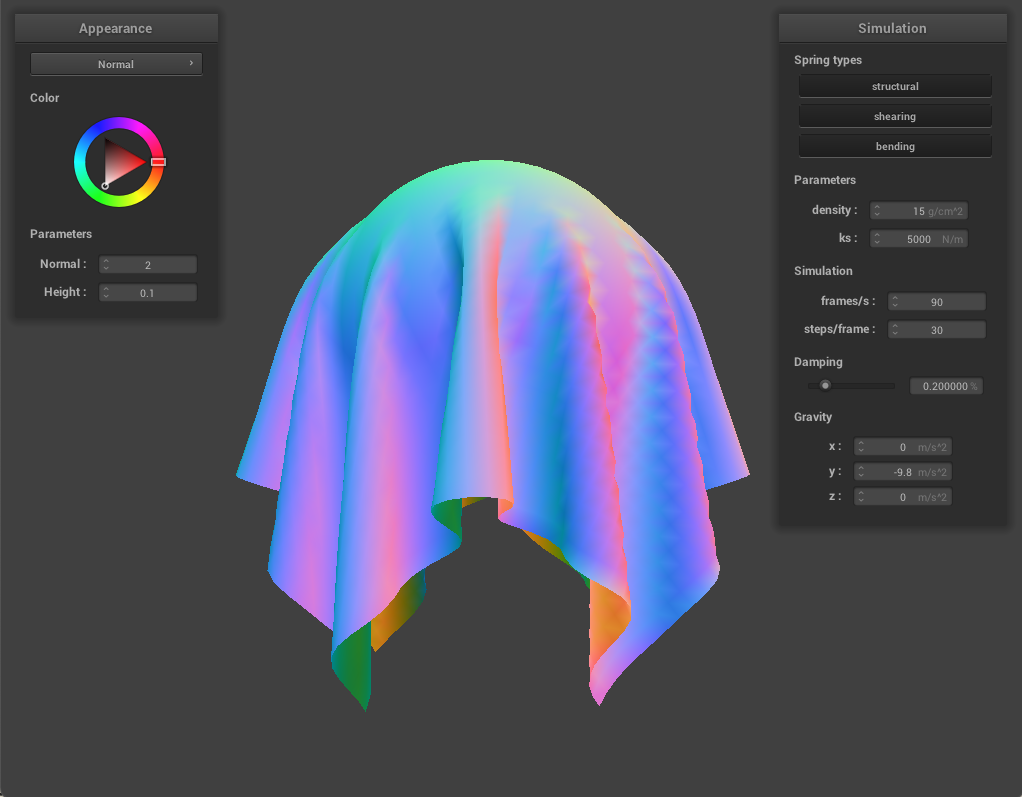 Appearance
Normal
Color
Parameters
Normal : 2
Height : 0.1
Simulation
Spring types
structural
shearing
bending
Parameters
density : 15 g/cm^2
ks : 5000 N/m
Simulation
frames/s : 90
steps/frame : 30
Damping
0.200000 %
Gravity
x : 0 m/s^2
y : -9.8 m/s^2
z : 0 m/s^2